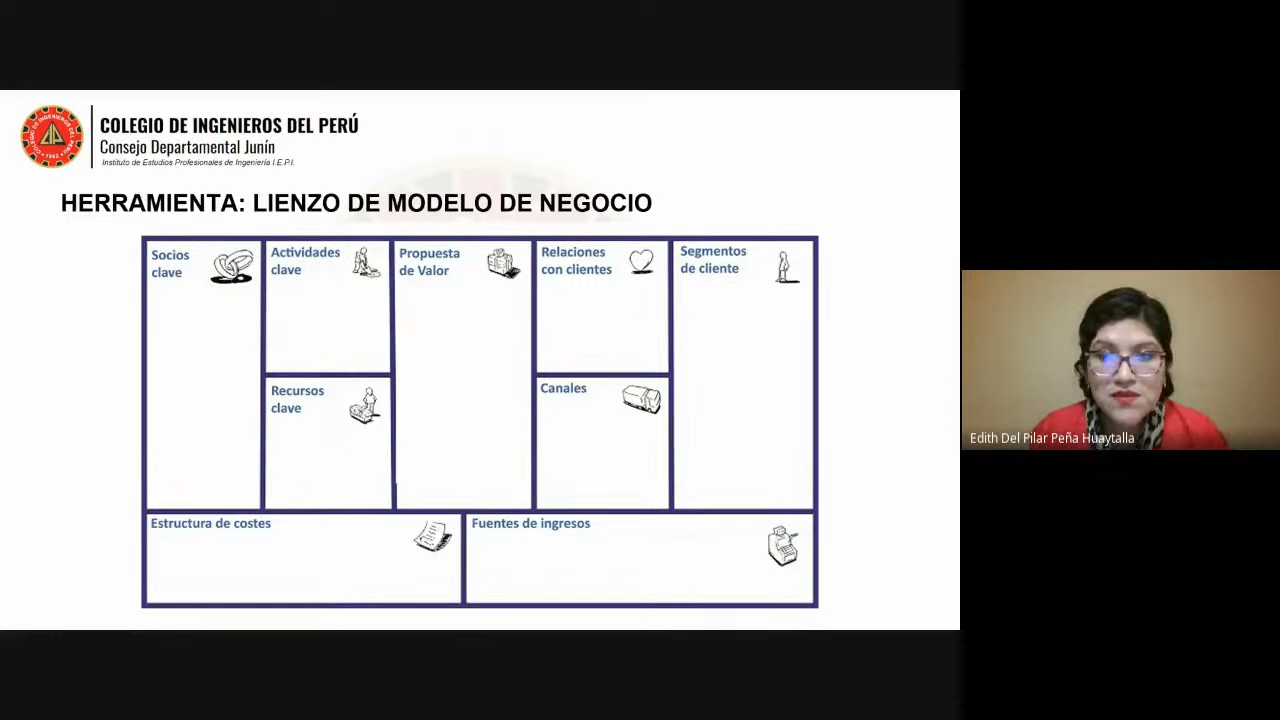 COLEGIO DE INGENIEROS DEL PERÚ
Consejo Departamental Junín
Instituto de Estudios Profesionales de Ingeniería I.E.P.I.
HERRAMIENTA: LIENZO DE MODELO DE NEGOCIO
Socios
clave
Actividades
clave
Recursos
clave
Propuesta
de Valor
Relaciones
con clientes
Canales
Segmentos
de cliente
Estructura de costes
Fuentes de ingresos
Edith Del Pilar Peña Huaytalla